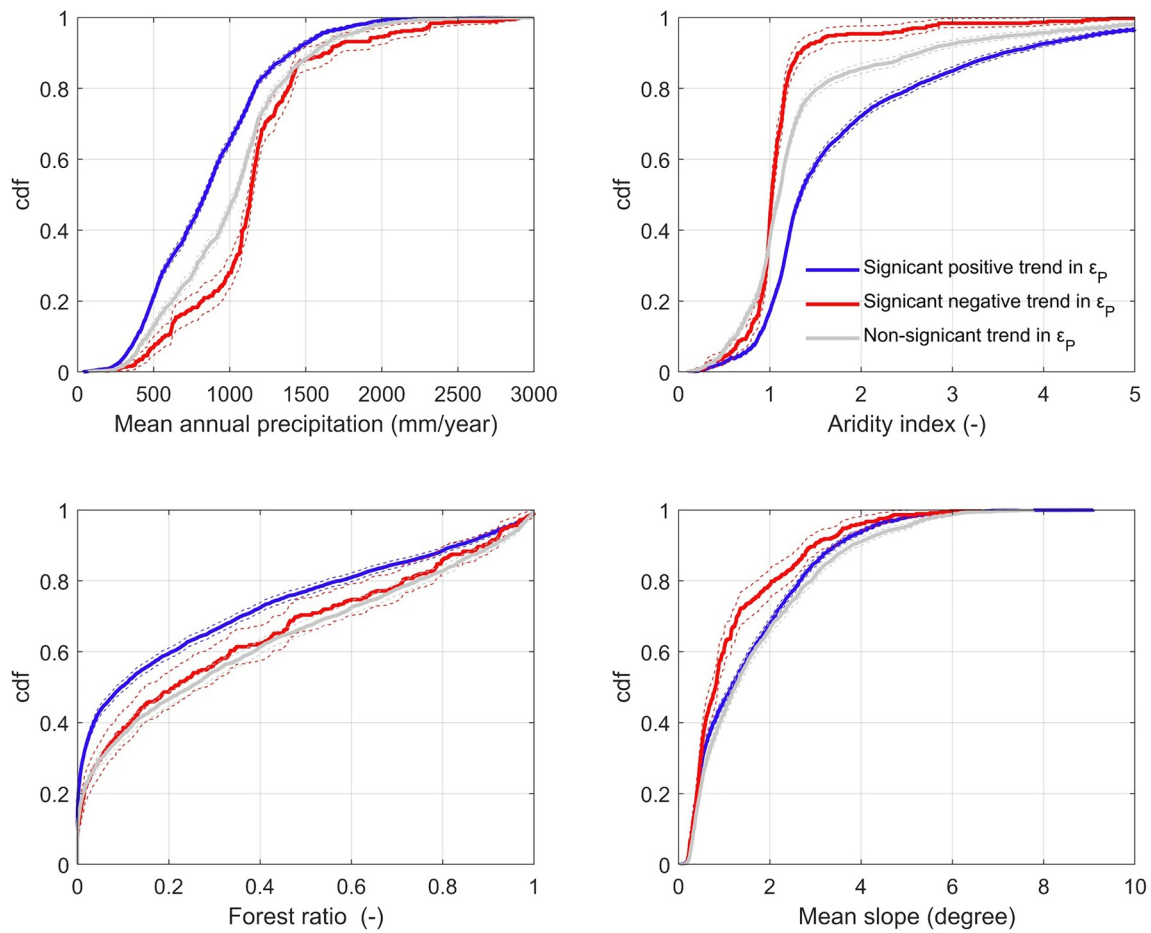 1
0.8
0.6
0.4
0.2
0
cdf
0 500 1000 1500 2000 2500 3000
Mean annual precipitation (mm/year)
1
0.8
0.6
0.4
0.2
0
cdf
Signicant positive trend in εP
Signicant negative trend in εP
Non-signicant trend in εP
0 1 2 3 4 5
Aridity index (-)
1
0.8
0.6
0.4
0.2
0
cdf
0 0.2 0.4 0.6 0.8 1
Forest ratio (-)
1
0.8
0.6
0.4
0.2
0
cdf
0 2 4 6 8 10
Mean slope (degree)